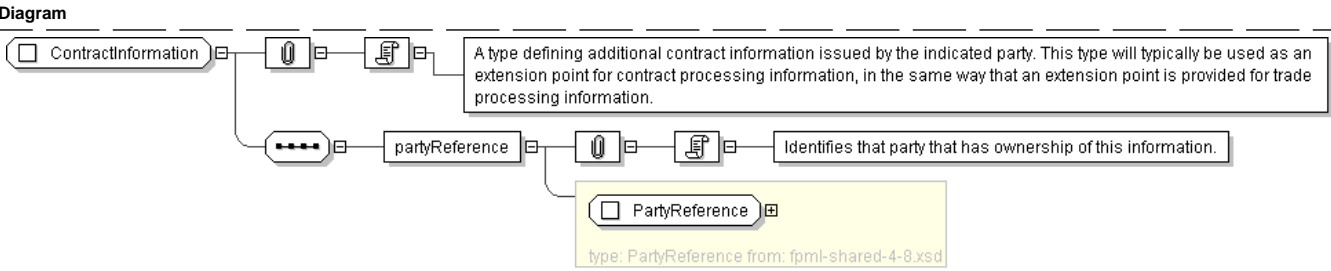 Diagram
ContractInformation
A type defining additional contract information issued by the indicated party. This type will typically be used as an
extension point for contract processing information, in the same way that an extension point is provided for trade
processing information.
partyReference
Identifies that party that has ownership of this information.
PartyReference
type: PartyReference from: fpml-shared-4-8.xsd